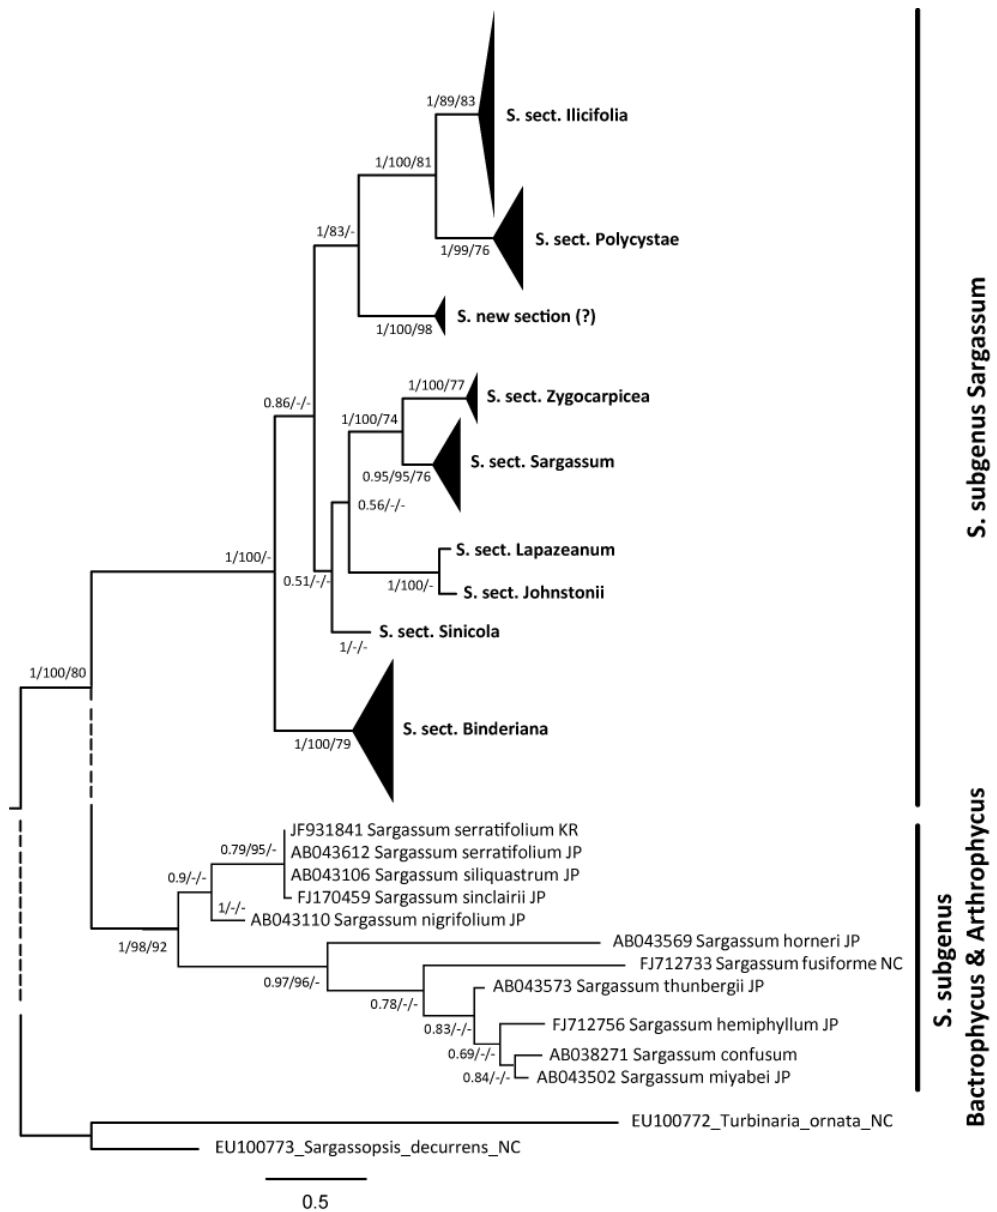 1/89/83
S. sect. Ilicifolia
1/100/81
1/83/-
S. sect. Polycystae
1/99/76
S. new section (?)
1/100/98
1/100/77
S. sect. Zygocarpicea
0.86/-/-
1/100/74
S. sect. Sargassum
0.95/95/76
0.56/-/-
S. sect. Lapazeanum
1/100/-
0.51/-/-
1/100/-
S. sect. Johnstonii
S. sect. Sinicola
1/-/-
1/100/80
S. sect. Binderiana
1/100/79
S. subgenus Sargassum
JF931841 Sargassum serratifolium KR
0.79/95/-
AB043612 Sargassum serratifolium JP
AB043106 Sargassum siliquastrum JP
0.9/-/-
FJ170459 Sargassum sinclairii JP
1/-/-
AB043110 Sargassum nigrifolium JP
1/98/92
AB043569 Sargassum horneri JP
FJ712733 Sargassum fusiforme NC
0.97/96/-
AB043573 Sargassum thunbergii JP
0.78/-/-
FJ712756 Sargassum hemiphyllum JP
0.83/-/-
0.69/-/-
AB038271 Sargassum confusum
0.84/-/-
AB043502 Sargassum miyabei JP
S. subgenus
Bactrophycus & Arthrophycus
EU100772_Turbinaria_ornata_NC
EU100773_Sargassopsis_decurrens_NC
0.5